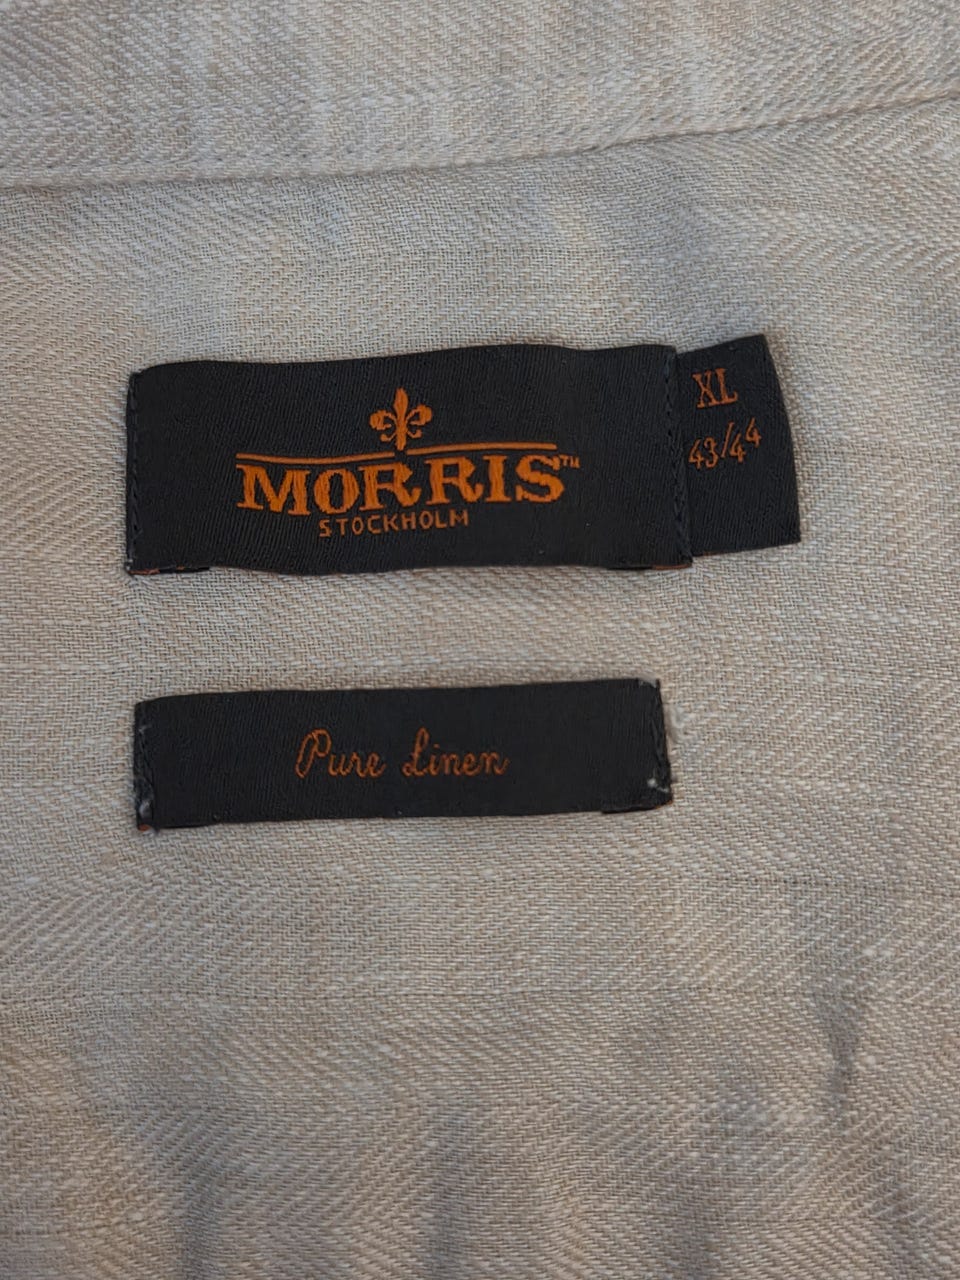 MORRIS™
STOCKHOLM
XL
43/44
Pure Linen